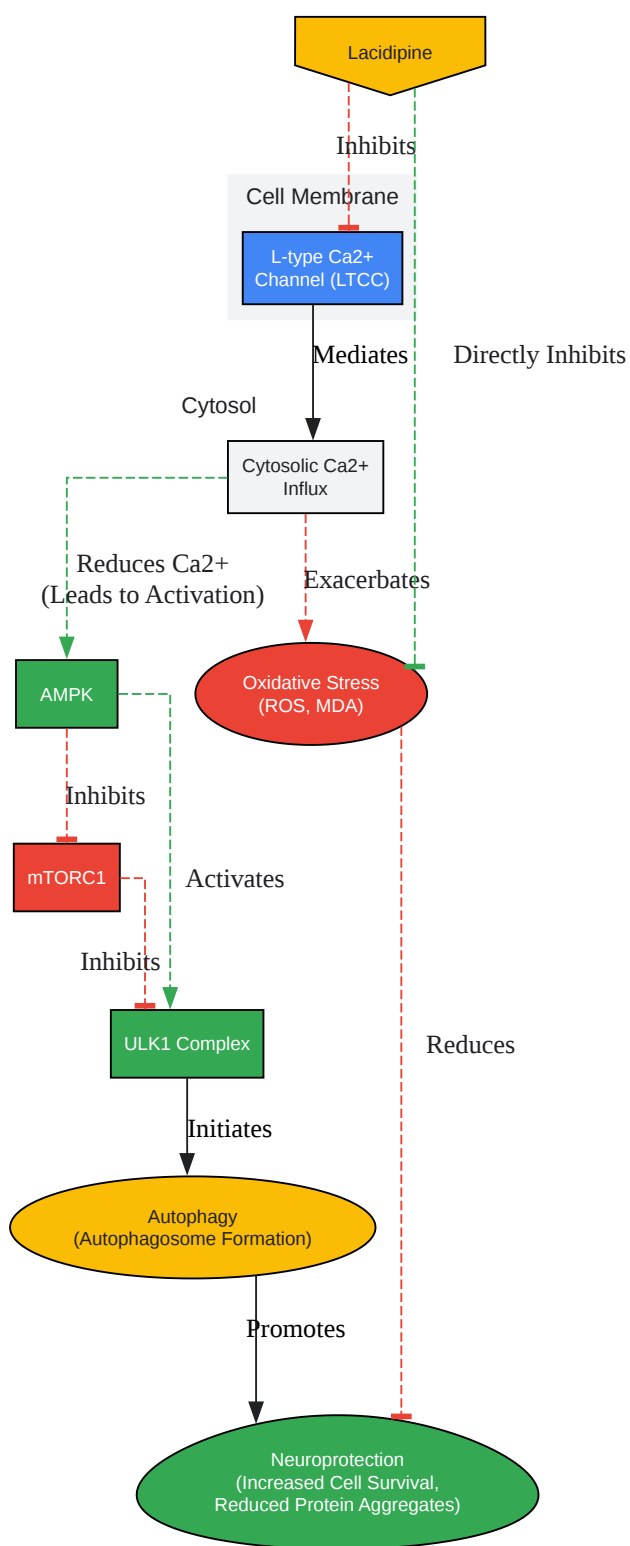 Lacidipine
Inhibits
Cell Membrane
L-type Ca2+
Channel (LTCC)
Mediates
Directly Inhibits
Cytosol
Cytosolic Ca2+
Influx
Reduces Ca2+
(Leads to Activation)
Exacerbates
Oxidative Stress
(ROS, MDA)
AMPK
Inhibits
mTORC1
Activates
Inhibits
ULK1 Complex
Reduces
Initiates
Autophagy
(Autophagosome Formation)
Promotes
Neuroprotection
(Increased Cell Survival,
Reduced Protein Aggregates)